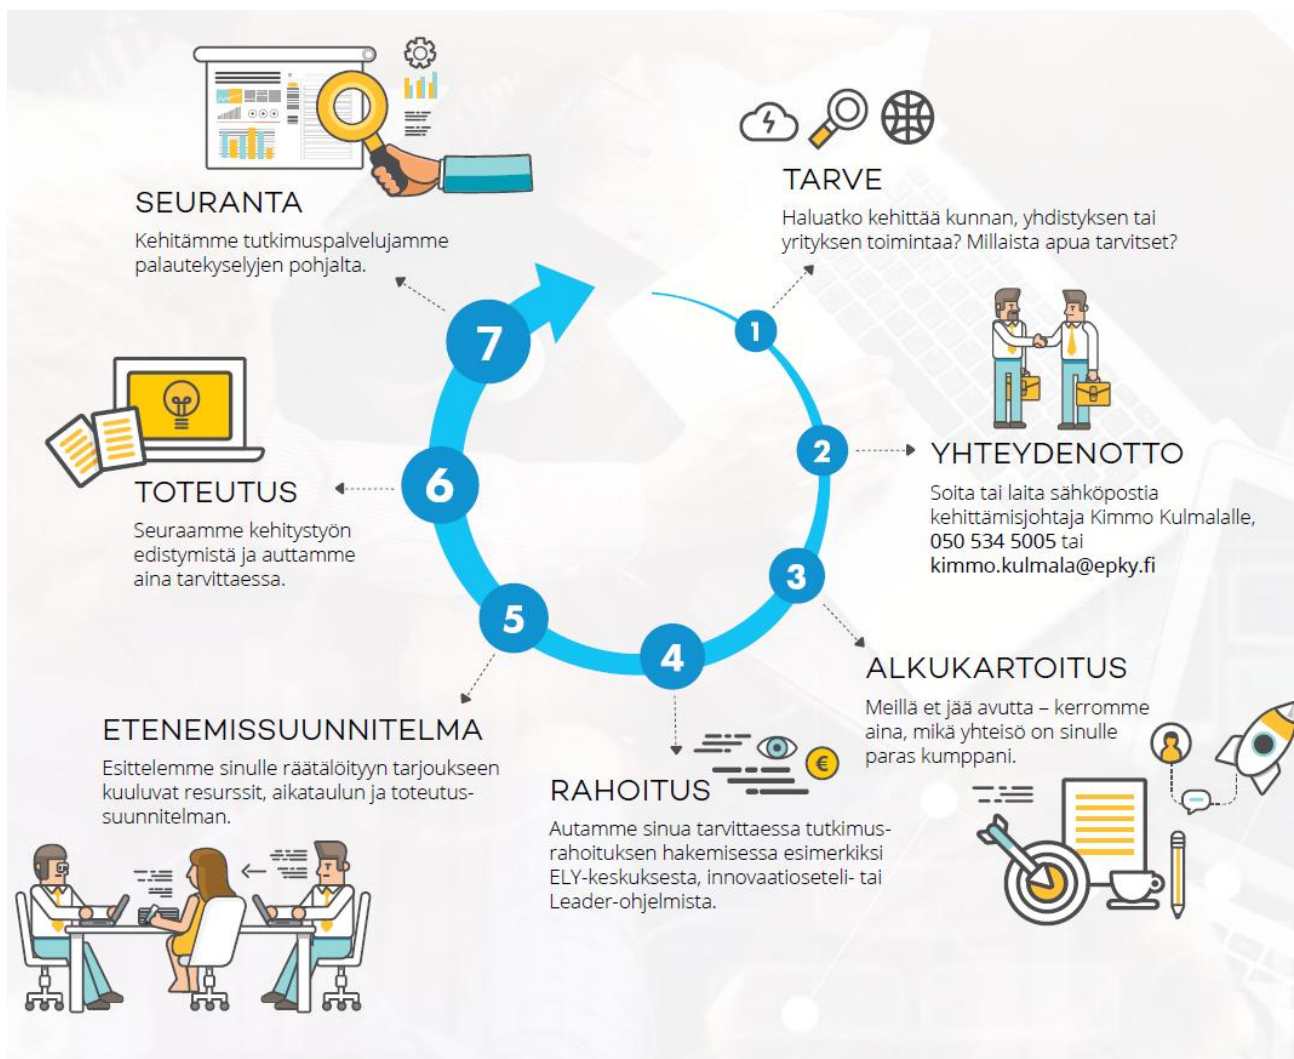 1
TARVE
Haluatko kehittää kunnan, yhdistyksen tai
yrityksen toimintaa? Millaista apua tarvitset?
2
YHTEYDENOTTO
Soita tai laita sähköpostia
kehittämisjohtaja Kimmo Kulmalalle,
050 534 5005 tai
kimmo.kulmala@epky.fi
3
ALKUKARTOITUS
Meillä et jää avutta – kerromme
aina, mikä yhteisö on sinulle
paras kumppani.
4
RAHOITUS
€
Autamme sinua tarvittaessa tutkimus-
rahoituksen hakemisessa esimerkiksi
ELY-keskuksesta, innovaatioseteli- tai
Leader-ohjelmista.
5
ETENEMISSUUNNITELMA
Esittelemme sinulle räätälöityyn tarjoukseen
kuuluvat resurssit, aikataulun ja toteutus-
suunnitelman.
6
TOTEUTUS
Seuraamme kehitystyön
edistymistä ja auttamme
aina tarvittaessa.
7
SEURANTA
Kehitämme tutkimuspalvelujamme
palautekyselyjen pohjalta.